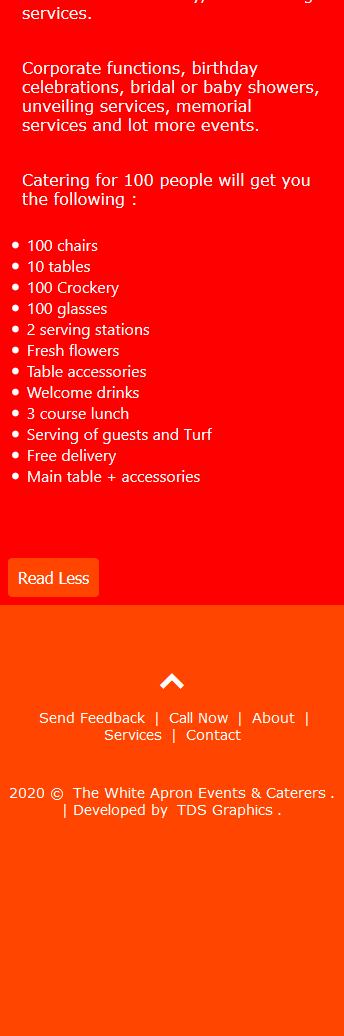 services.
Corporate functions, birthday
celebrations, bridal or baby showers,
unveiling services, memorial
services and lot more events.
Catering for 100 people will get you
the following :
100 chairs
10 tables
100 Crockery
100 glasses
2 serving stations
Fresh flowers
Table accessories
Welcome drinks
3 course lunch
Serving of guests and Turf
Free delivery
Main table + accessories
Read Less
Send Feedback | Call Now | About |
Services | Contact
2020 © The White Apron Events & Caterers .
| Developed by TDS Graphics .